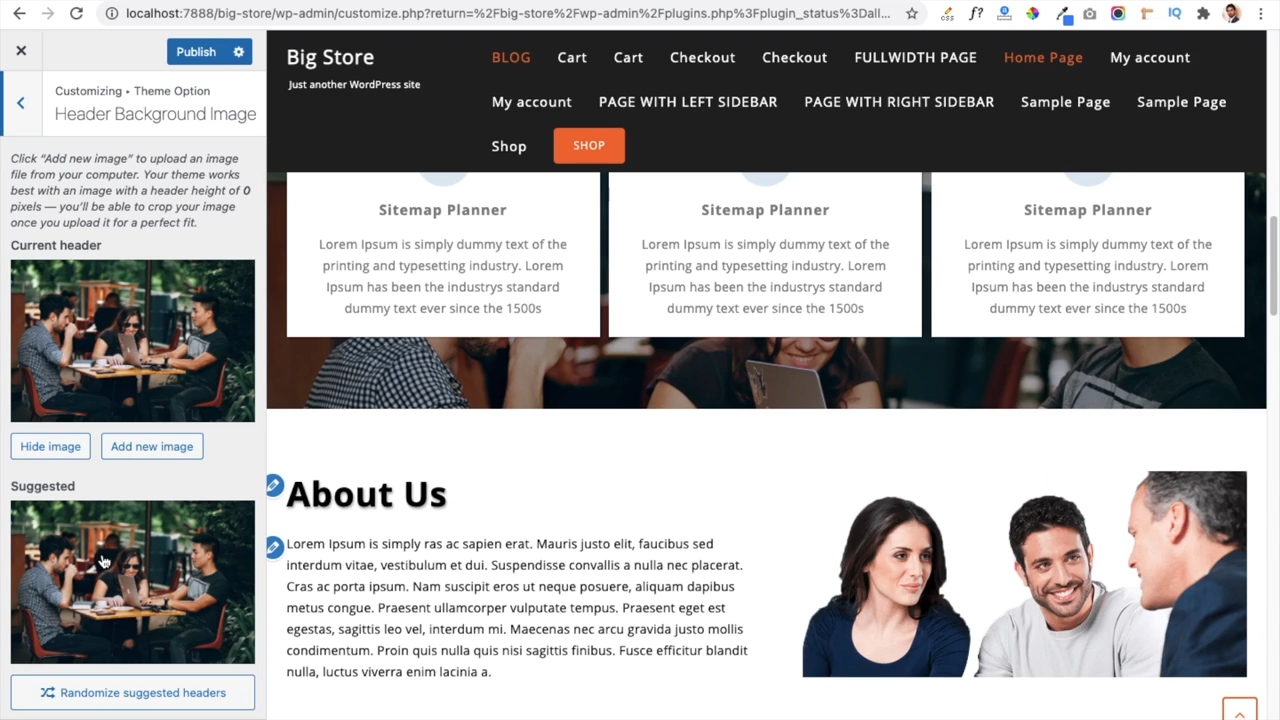 localhost:7888/big-store/wp-admin/customize.php?return=%2Fbig-store%2Fwp-admin%2Fplugins.php%3Fplugin_status%3Dall...
css
f?
IQ
Publish
Customizing • Theme Option
Header Background Image
Click “Add new image” to upload an image
file from your computer. Your theme works
best with an image with a header height of 0
pixels — you’ll be able to crop your image
once you upload it for a perfect fit.
Current header
Hide image
Add new image
Suggested
Randomize suggested headers
Big Store
Just another WordPress site
BLOG Cart Cart Checkout Checkout FULLWIDTH PAGE Home Page My account
My account PAGE WITH LEFT SIDEBAR PAGE WITH RIGHT SIDEBAR Sample Page Sample Page
Shop SHOP
Sitemap Planner
Lorem Ipsum is simply dummy text of the
printing and typesetting industry. Lorem
Ipsum has been the industrys standard
dummy text ever since the 1500s
Sitemap Planner
Lorem Ipsum is simply dummy text of the
printing and typesetting industry. Lorem
Ipsum has been the industrys standard
dummy text ever since the 1500s
Sitemap Planner
Lorem Ipsum is simply dummy text of the
printing and typesetting industry. Lorem
Ipsum has been the industrys standard
dummy text ever since the 1500s
About Us
Lorem Ipsum is simply ras ac sapien erat. Mauris justo elit, faucibus sed
interdum vitae, vestibulum et dui. Suspendisse convallis a nulla nec placerat.
Cras ac porta ipsum. Nam suscipit eros ut neque posuere, aliquam dapibus
metus congue. Praesent ullamcorper vulputate tempus. Praesent eget est
egestas, sagittis leo vel, interdum mi. Maecenas nec arcu gravida justo mollis
condimentum. Proin quis nulla quis nisi sagittis finibus. Fusce efficitur blandit
nulla, luctus viverra enim lacinia a.